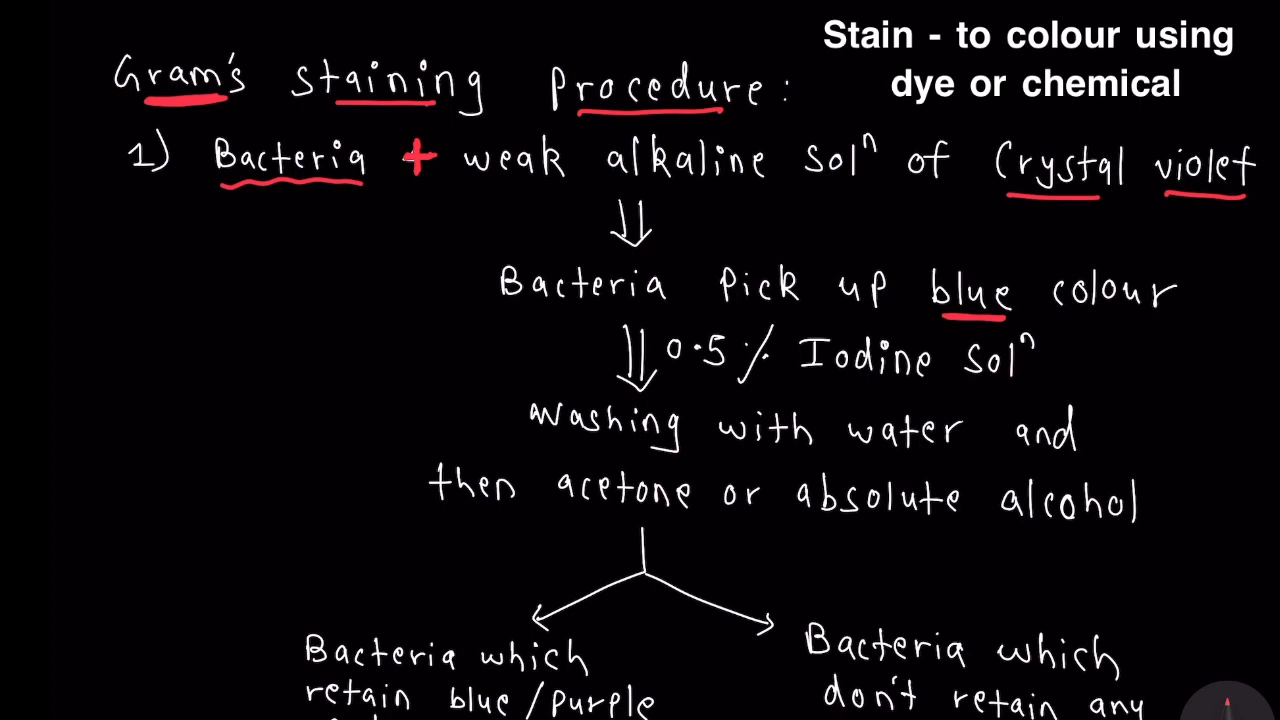 Stain - to colour using
dye or chemical
Gram's staining Procedure:
1) Bacteria + weak alkaline Solⁿ of Crystal violet
Bacteria Pick up blue colour
0.5% Iodine Solⁿ
Washing with water and
then acetone or absolute alcohol
Bacteria which
retain blue/purple
Bacteria which
don't retain any